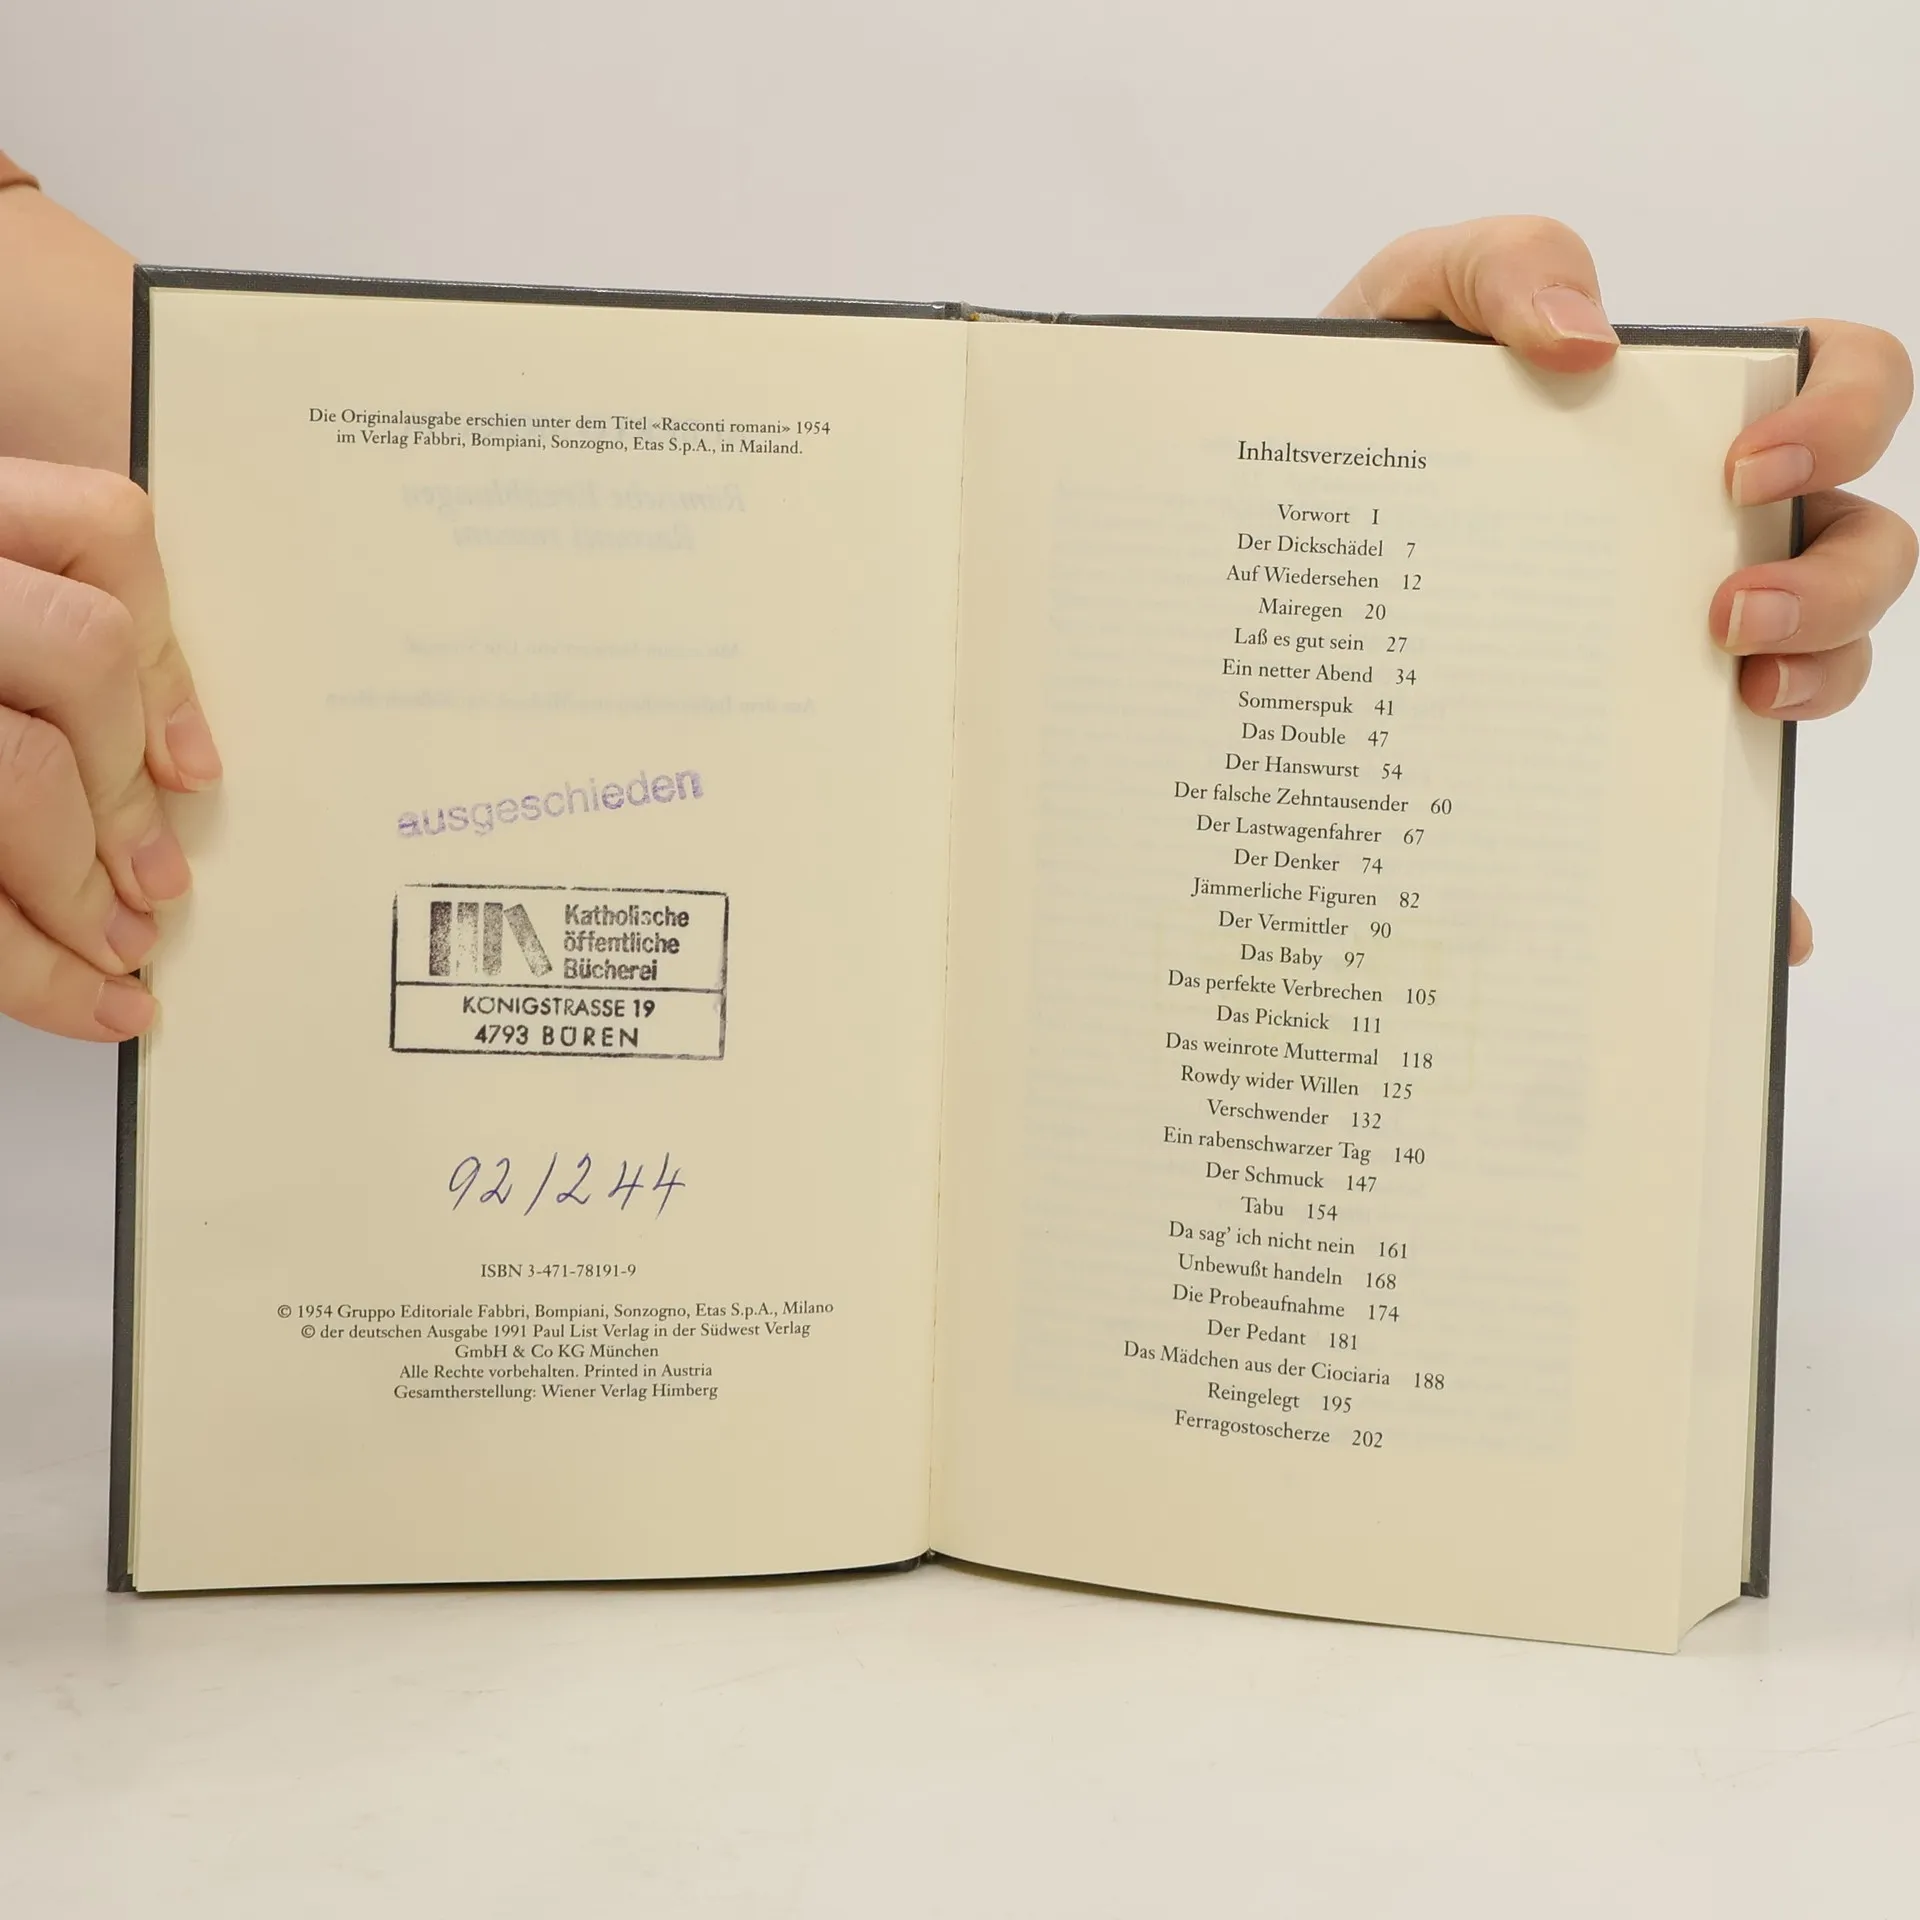 Die Originalausgabe erschien unter dem Titel «Racconti romani» 1954
im Verlag Fabbri, Bompiani, Sonzogno, Etas S.p.A., in Mailand.
ausgeschieden
Katholische
öffentliche
Bücherei
KÖNIGSTRASSE 19
4793 BÜREN
92/244
ISBN 3-471-78191-9
© 1954 Gruppo Editoriale Fabbri, Bompiani, Sonzogno, Etas S.p.A., Milano
© der deutschen Ausgabe 1991 Paul List Verlag in der Südwest Verlag
GmbH & Co KG München
Alle Rechte vorbehalten. Printed in Austria
Gesamtherstellung: Wiener Verlag Himberg
Inhaltsverzeichnis
Vorwort I
Der Dickschädel 7
Auf Wiedersehen 12
Mairegen 20
Laß es gut sein 27
Ein netter Abend 34
Sommerspuk 41
Das Double 47
Der Hanswurst 54
Der falsche Zehntausender 60
Der Lastwagenfahrer 67
Der Denker 74
Jämmerliche Figuren 82
Der Vermittler 90
Das Baby 97
Das perfekte Verbrechen 105
Das Picknick 111
Das weinrote Muttermal 118
Rowdy wider Willen 125
Verschwender 132
Ein rabenschwarzer Tag 140
Der Schmuck 147
Tabu 154
Da sag' ich nicht nein 161
Unbewußt handeln 168
Die Probeaufnahme 174
Der Pedant 181
Das Mädchen aus der Ciociaria 188
Reingelegt 195
Ferragostoscherze 202